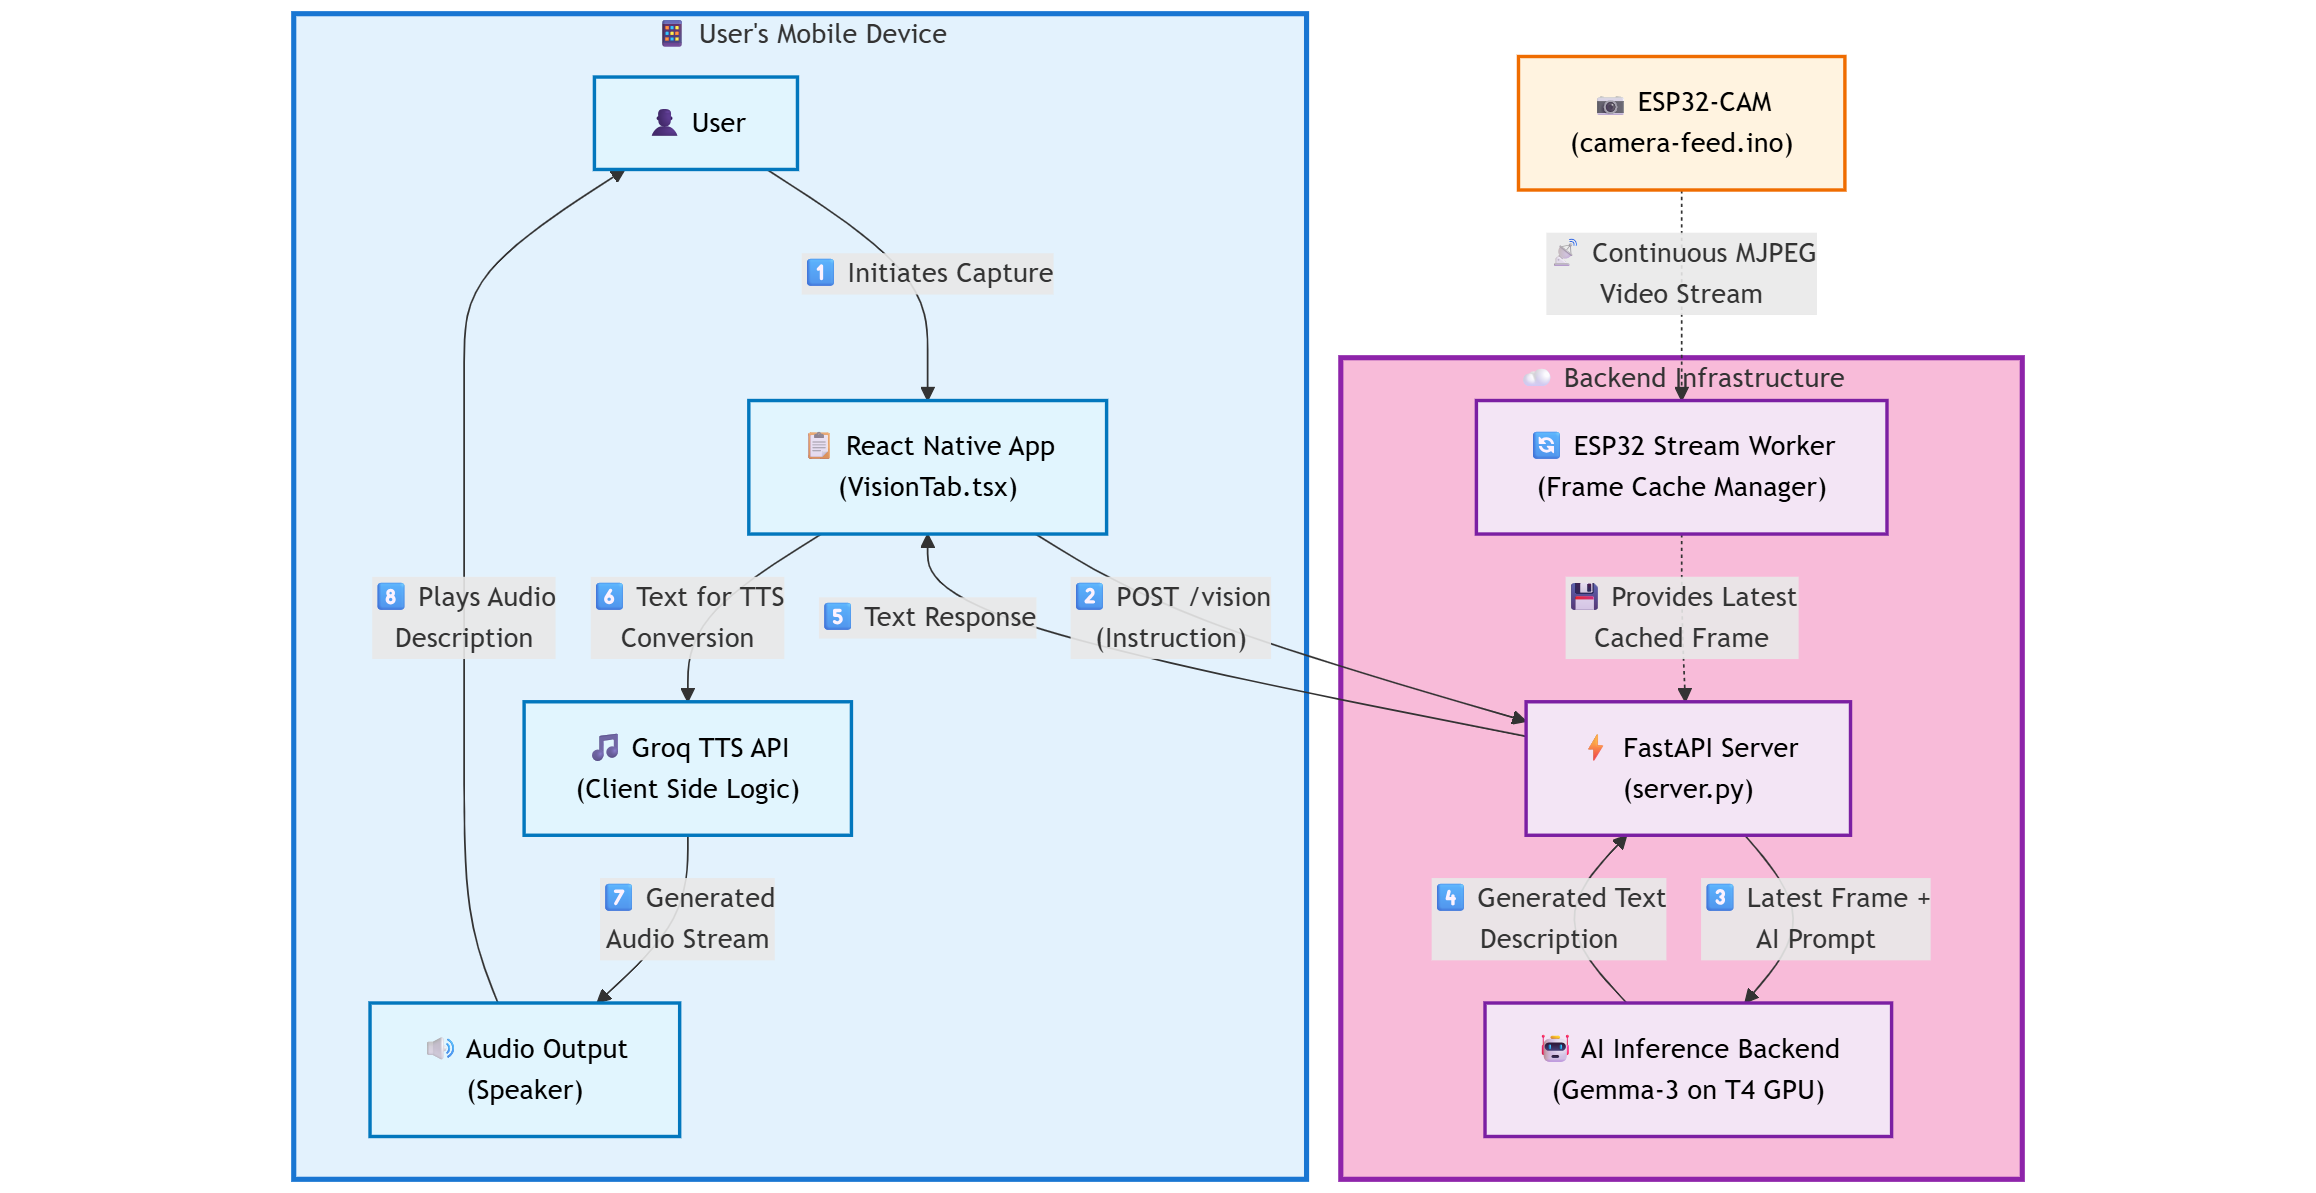 📱 User's Mobile Device
👤 User
📷 ESP32-CAM
(camera-feed.ino)
1️⃣ Initiates Capture
📡 Continuous MJPEG
Video Stream
☁️ Backend Infrastructure
📋 React Native App
(VisionTab.tsx)
🔄 ESP32 Stream Worker
(Frame Cache Manager)
8️⃣ Plays Audio
Description
6️⃣ Text for TTS
Conversion
5️⃣ Text Response
2️⃣ POST /vision
(Instruction)
💾 Provides Latest
Cached Frame
🎵 Groq TTS API
(Client Side Logic)
⚡ FastAPI Server
(server.py)
7️⃣ Generated
Audio Stream
4️⃣ Generated Text
Description
3️⃣ Latest Frame +
AI Prompt
🔊 Audio Output
(Speaker)
🤖 AI Inference Backend
(Gemma-3 on T4 GPU)